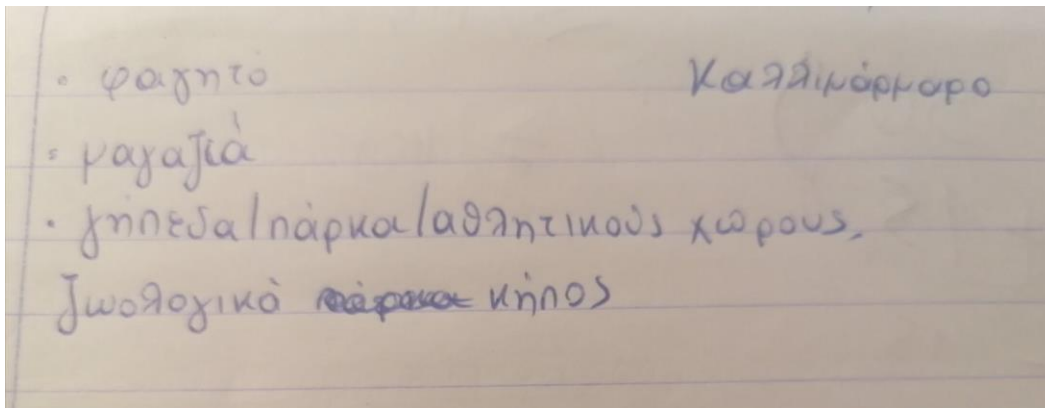 • φαγητό Καλλιμάρμαρο
• μαγαζιά
• γήπεδα/πάρκα/αθλητικούς χώρους,
ζωολογικό κήπος